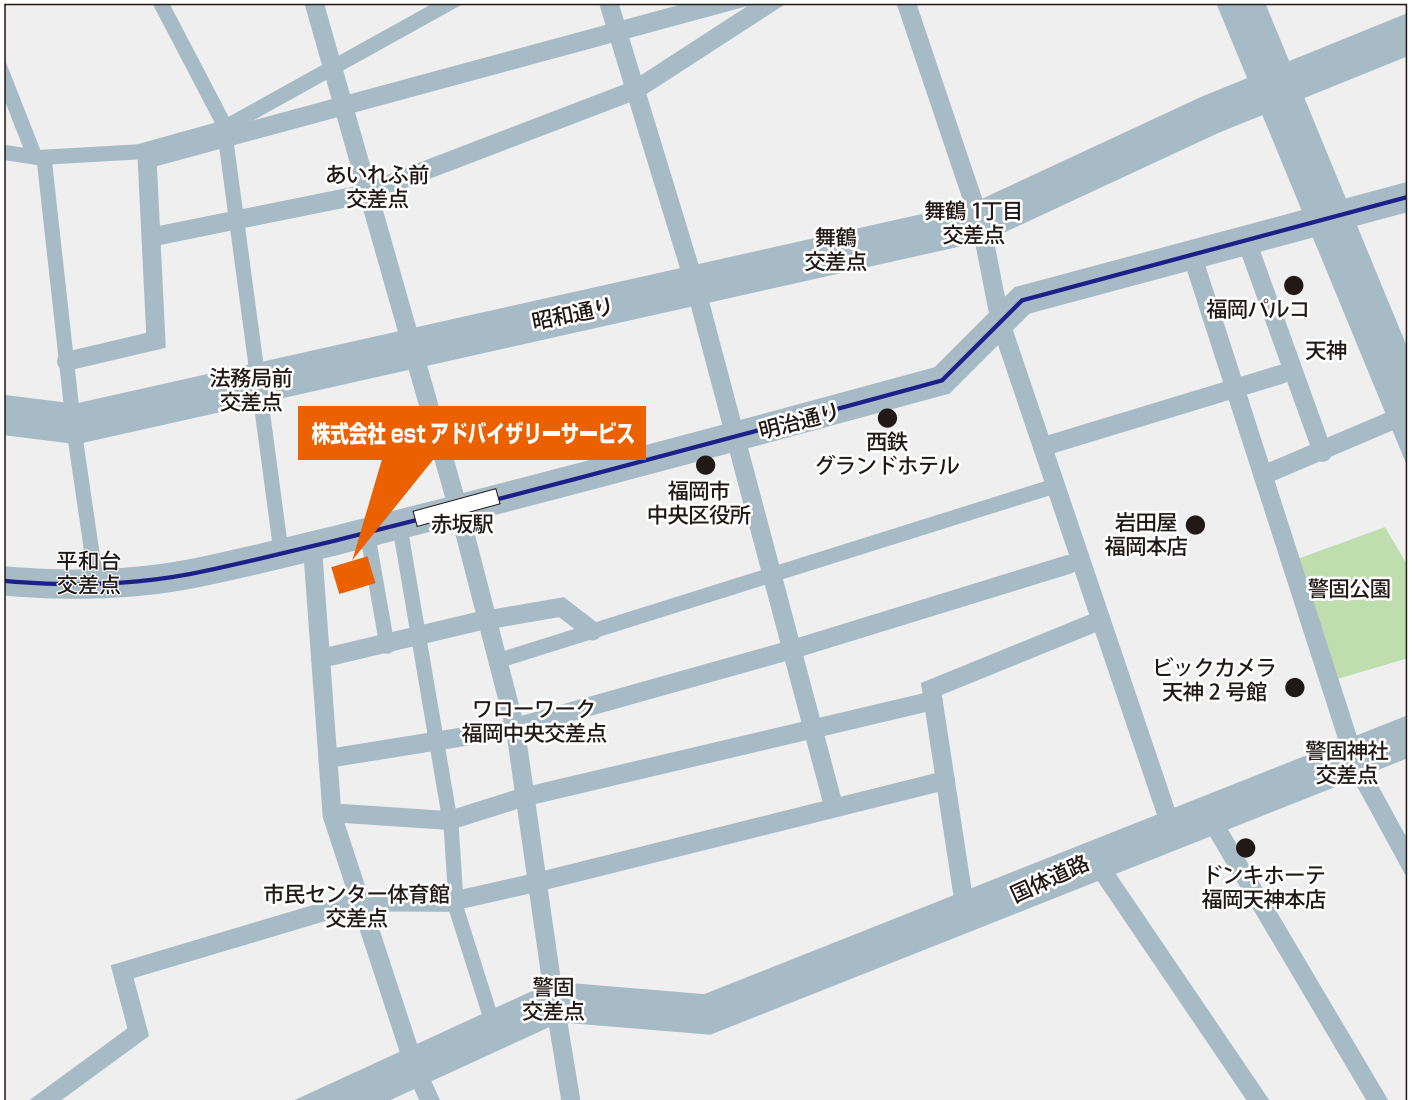 あいれふ前
交差点
舞鶴 1丁目
交差点
舞鶴
交差点
昭和通り
福岡パルコ
天神
法務局前
交差点
株式会社 est アドバイザリーサービス
明治通り
西鉄
グランドホテル
福岡市
中央区役所
赤坂駅
岩田屋
福岡本店
平和台
交差点
警固公園
ビックカメラ
天神 2 号館
ワローワーク
福岡中央交差点
警固神社
交差点
国体道路
ドンキホーテ
福岡天神本店
市民センター体育館
交差点
警固
交差点